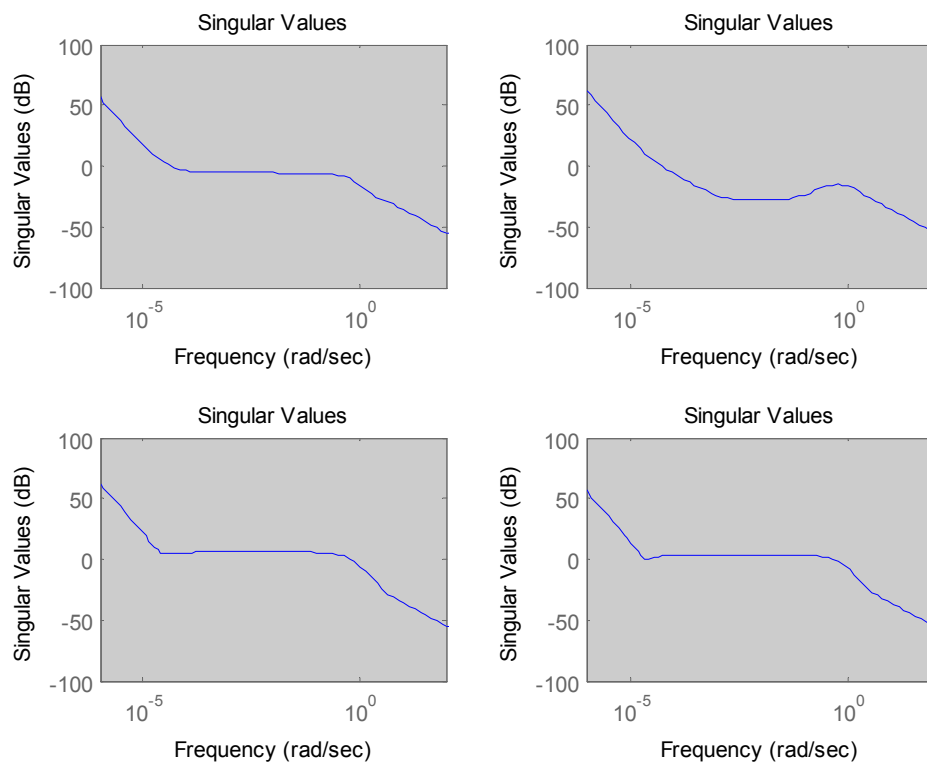 Singular Values
Singular Values (dB)
100
50
0
-50
-100
10^-5
10^0
Frequency (rad/sec)
Singular Values
Singular Values (dB)
100
50
0
-50
-100
10^-5
10^0
Frequency (rad/sec)
Singular Values
Singular Values (dB)
100
50
0
-50
-100
10^-5
10^0
Frequency (rad/sec)
Singular Values
Singular Values (dB)
100
50
0
-50
-100
10^-5
10^0
Frequency (rad/sec)